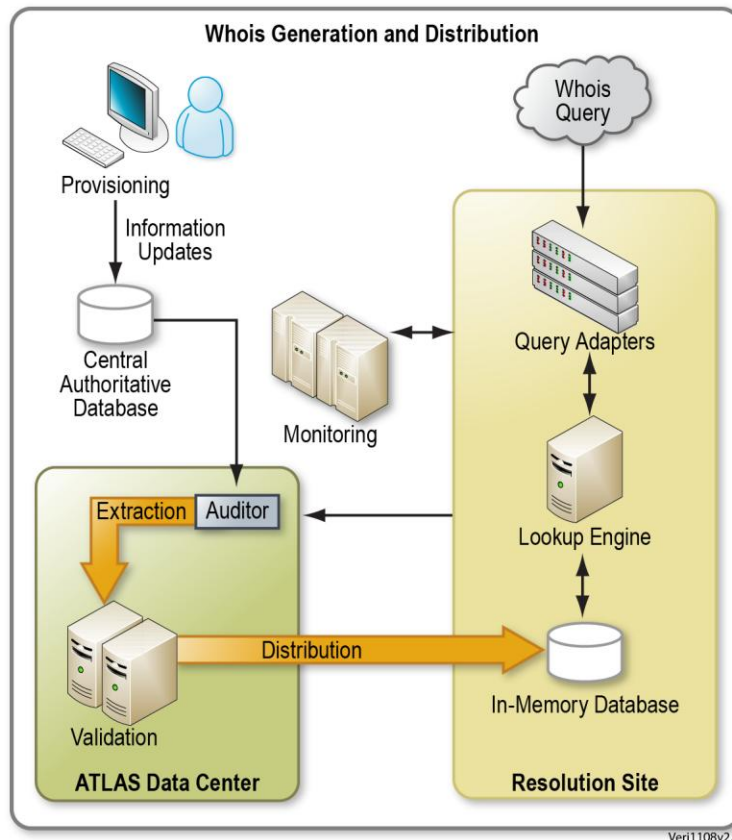 Whois Generation and Distribution
Whois
Query
Provisioning
Information
Updates
Central
Authoritative
Database
Monitoring
Query Adapters
Extraction
Auditor
Lookup Engine
Distribution
In-Memory Database
Validation
ATLAS Data Center
Resolution Site
Veri1108v2